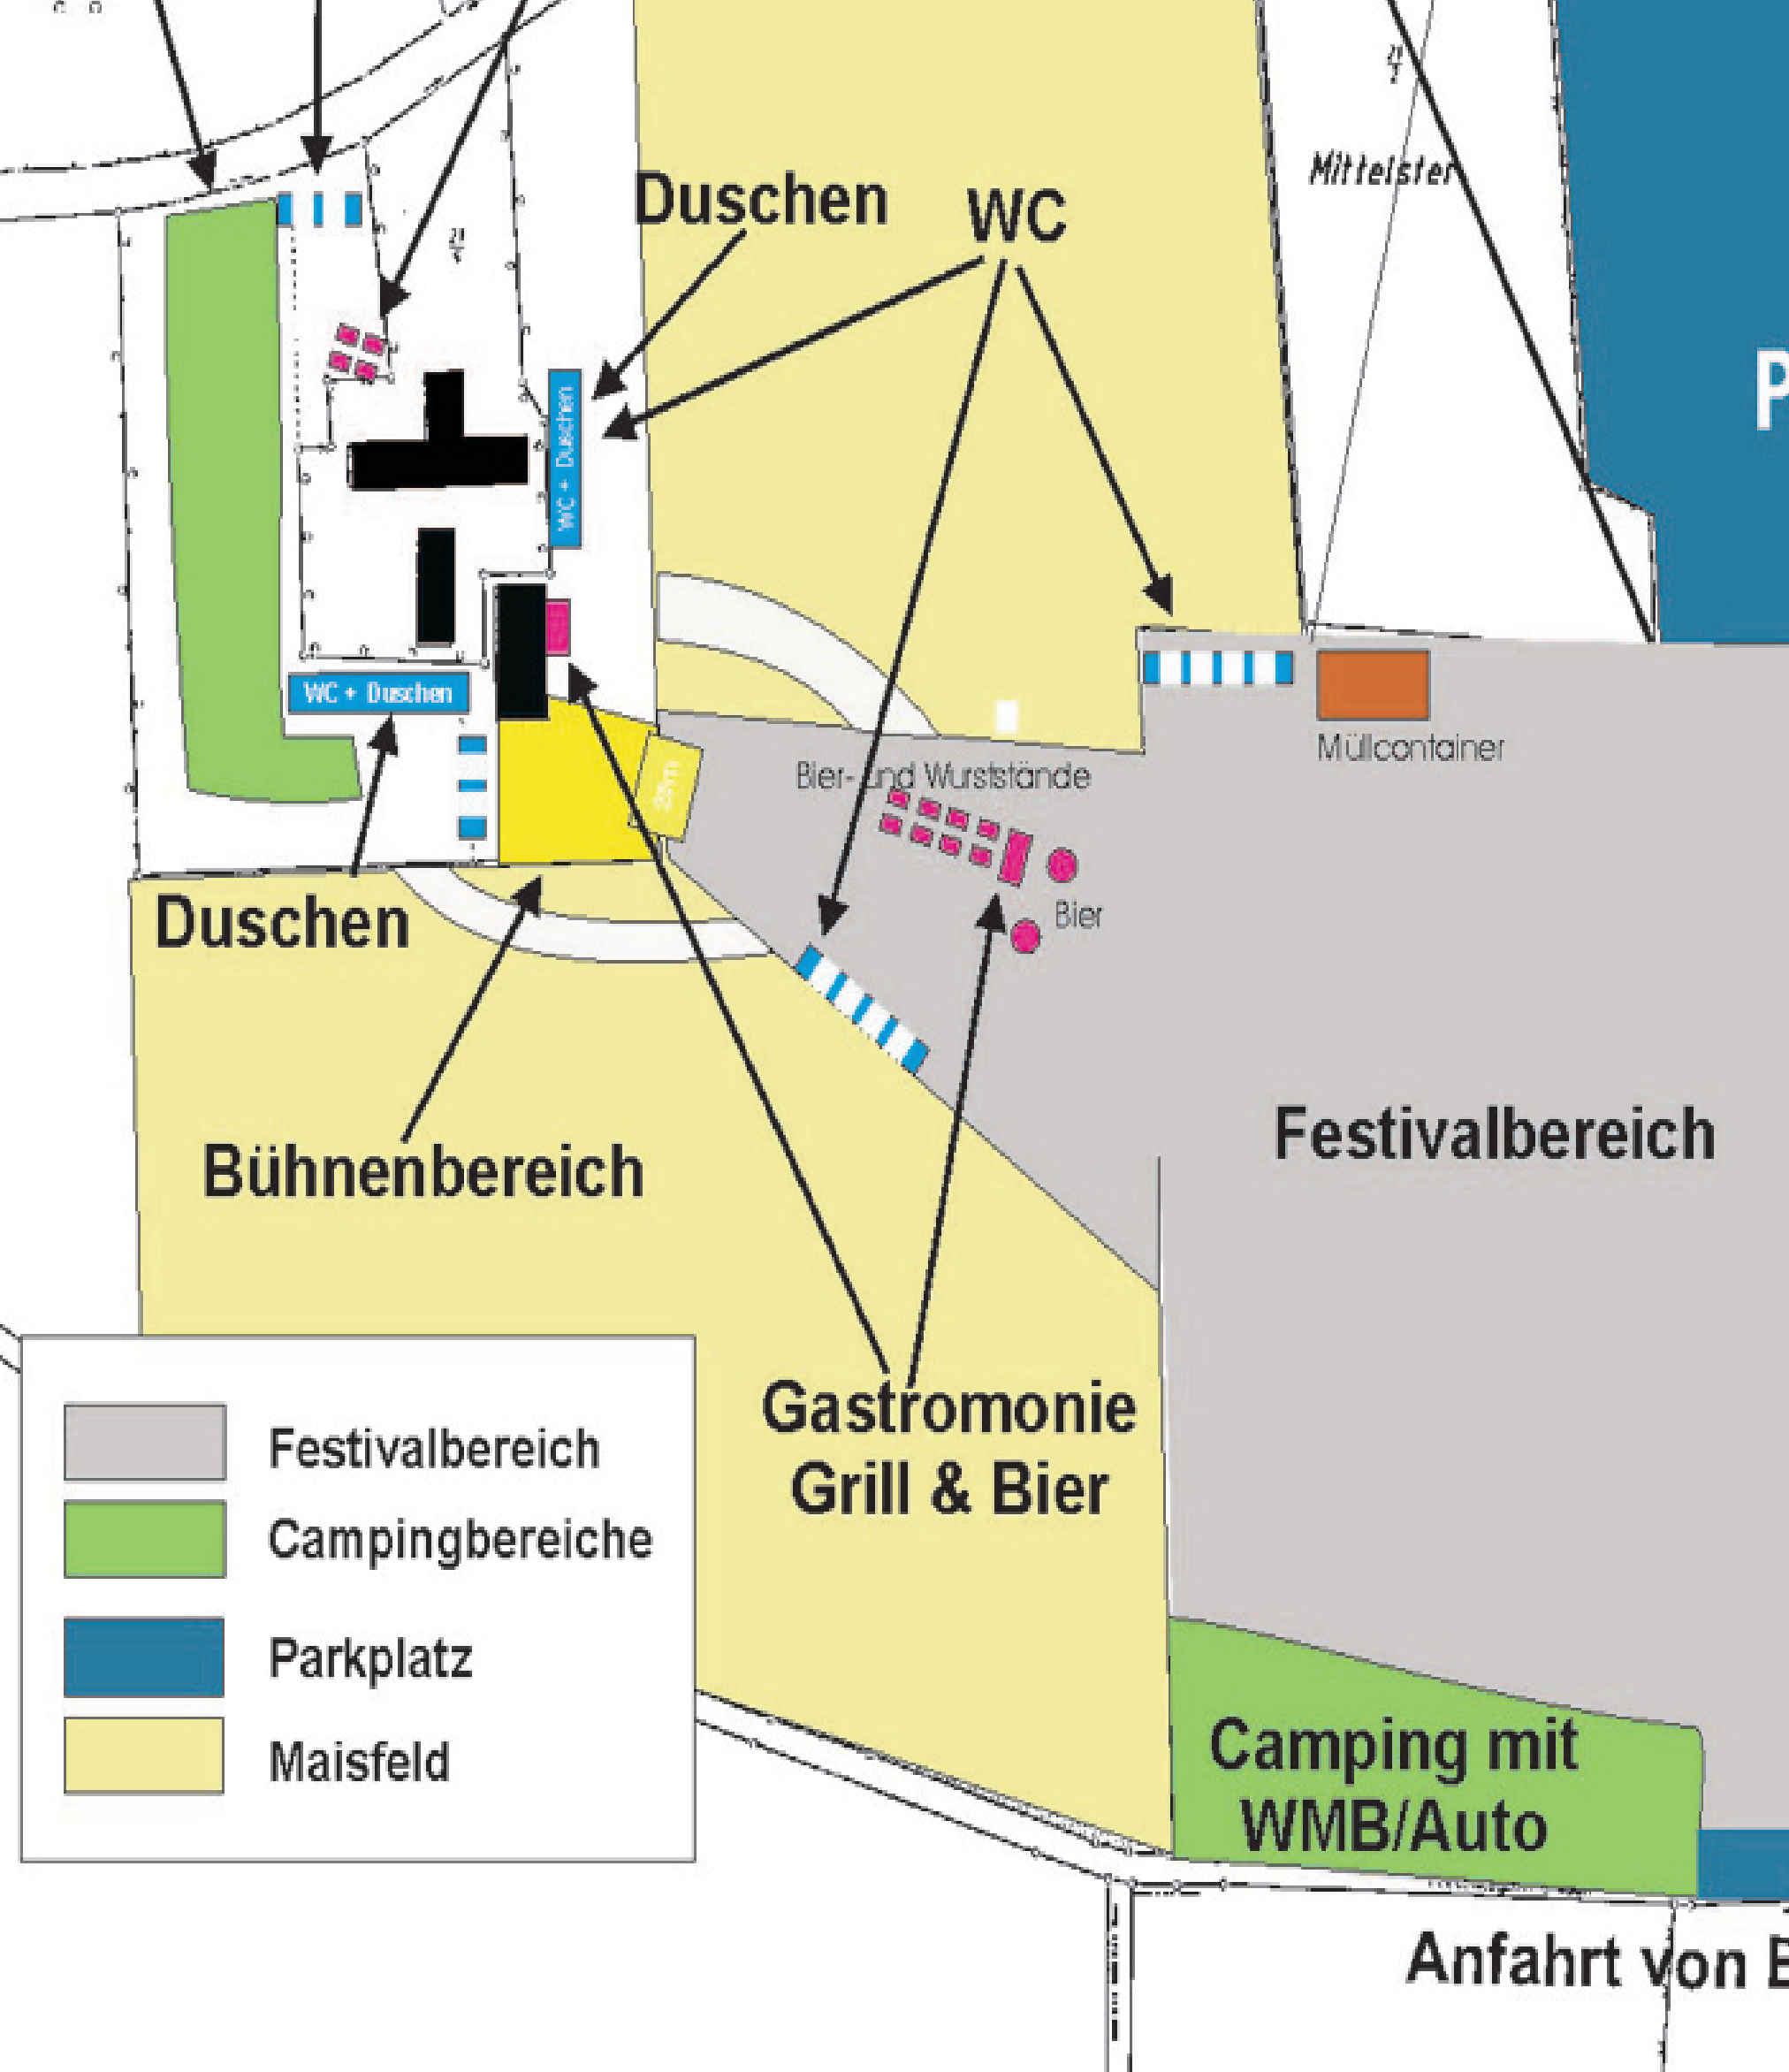 Mittelster
Duschen
WC
P
WC + Duschen
WC + Duschen
Müllcontainer
Bier- und Wurststände
Bier
Duschen
Bühnenbereich
Festivalbereich
Gastromonie
Grill & Bier
Festivalbereich
Campingbereiche
Parkplatz
Maisfeld
Camping mit
WMB/Auto
Anfahrt von B